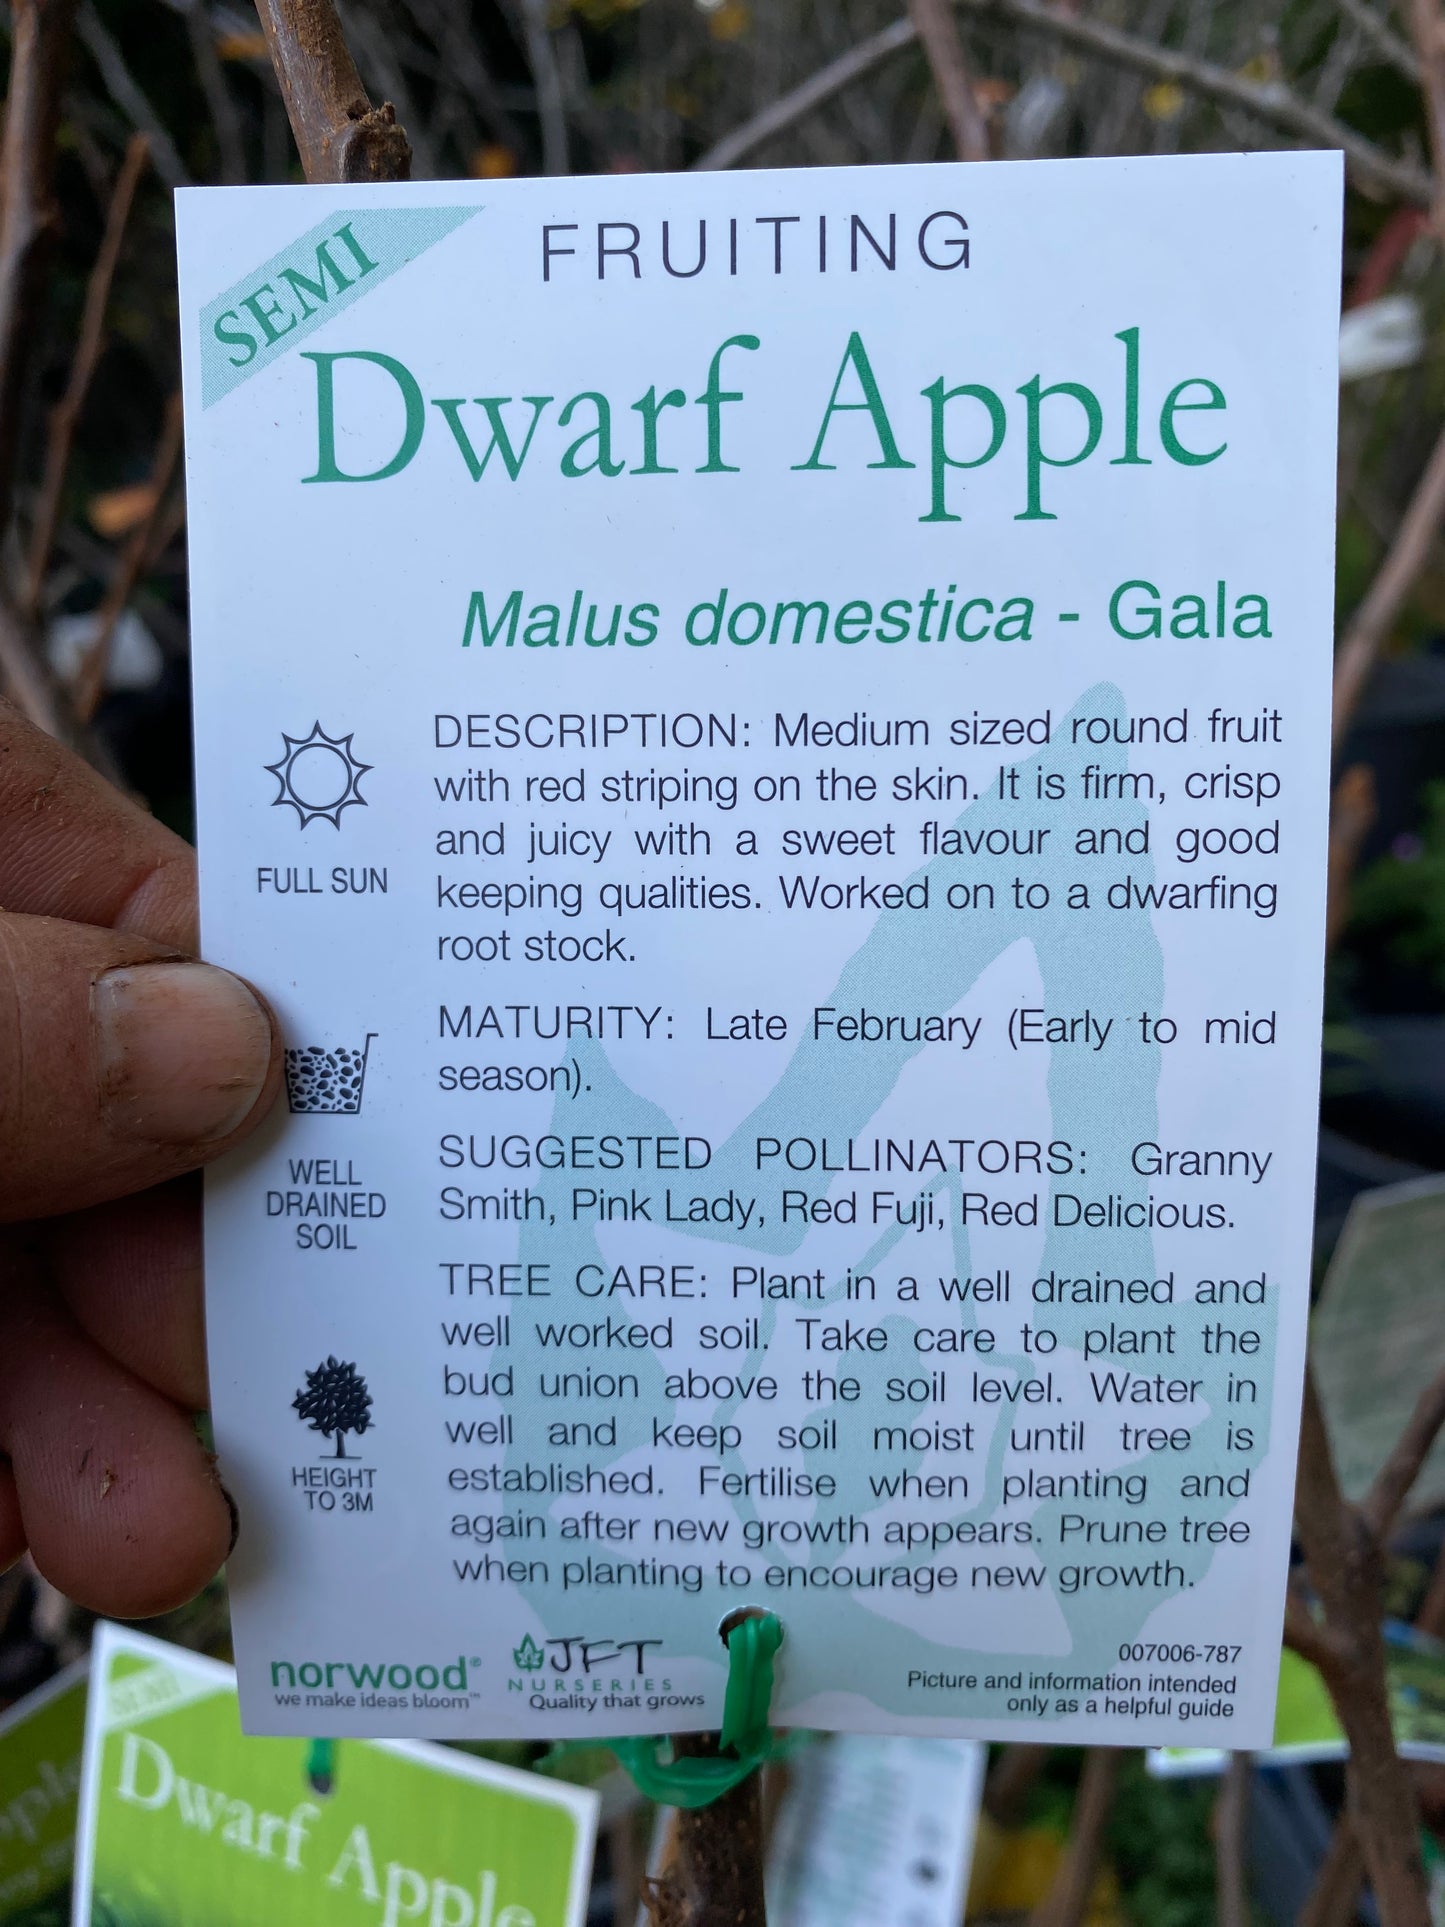 SEMI
FRUITING
Dwarf Apple
Malus domestica - Gala
FULL SUN
DESCRIPTION: Medium sized round fruit
with red striping on the skin. It is firm, crisp
and juicy with a sweet flavour and good
keeping qualities. Worked on to a dwarfing
root stock.
MATURITY: Late February (Early to mid
season).
WELL
DRAINED
SOIL
SUGGESTED POLLINATORS: Granny
Smith, Pink Lady, Red Fuji, Red Delicious.
TREE CARE: Plant in a well drained and
well worked soil. Take care to plant the
bud union above the soil level. Water in
well and keep soil moist until tree is
established. Fertilise when planting and
again after new growth appears. Prune tree
when planting to encourage new growth.
HEIGHT
TO 3M
norwood®
we make ideas bloom™
JFT
NURSERIES
Quality that grows
007006-787
Picture and information intended
only as a helpful guide
SEMI
Dwarf Apple